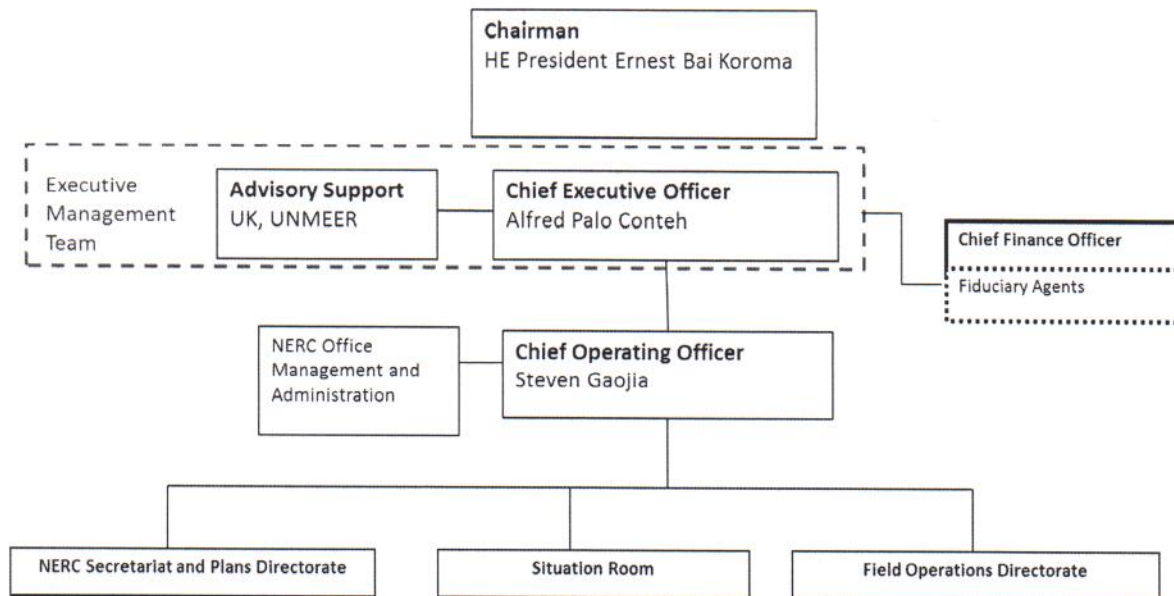 Chairman
HE President Ernest Bai Koroma
Executive
Management
Team
Advisory Support
UK, UNMEER
Chief Executive Officer
Alfred Palo Conteh
Chief Finance Officer
Fiduciary Agents
NERC Office
Management and
Administration
Chief Operating Officer
Steven Gaojia
NERC Secretariat and Plans Directorate
Situation Room
Field Operations Directorate